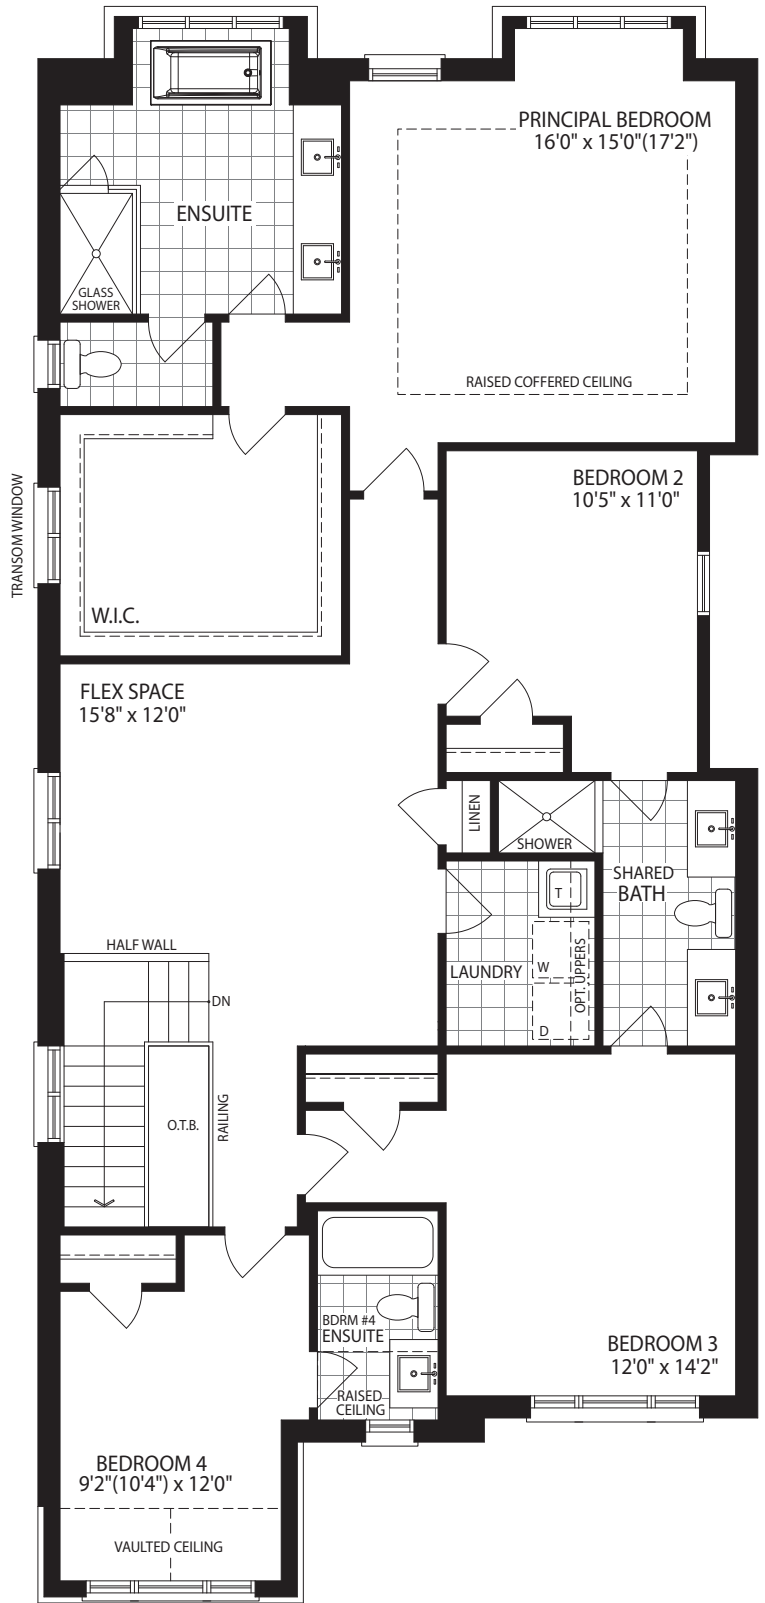 PRINCIPAL BEDROOM
16'0" x 15'0"(17'2")
ENSUITE
GLASS
SHOWER
RAISED COFFERED CEILING
BEDROOM 2
10'5" x 11'0"
TRANSOM WINDOW
W.I.C.
FLEX SPACE
15'8" x 12'0"
LINEN
SHOWER
SHARED
BATH
T
HALF WALL
LAUNDRY
W
OPT. UPPERS
DN
D
O.T.B.
RAILING
BDRM #4
ENSUITE
BEDROOM 3
12'0" x 14'2"
RAISED
CEILING
BEDROOM 4
9'2"(10'4") x 12'0"
VAULTED CEILING